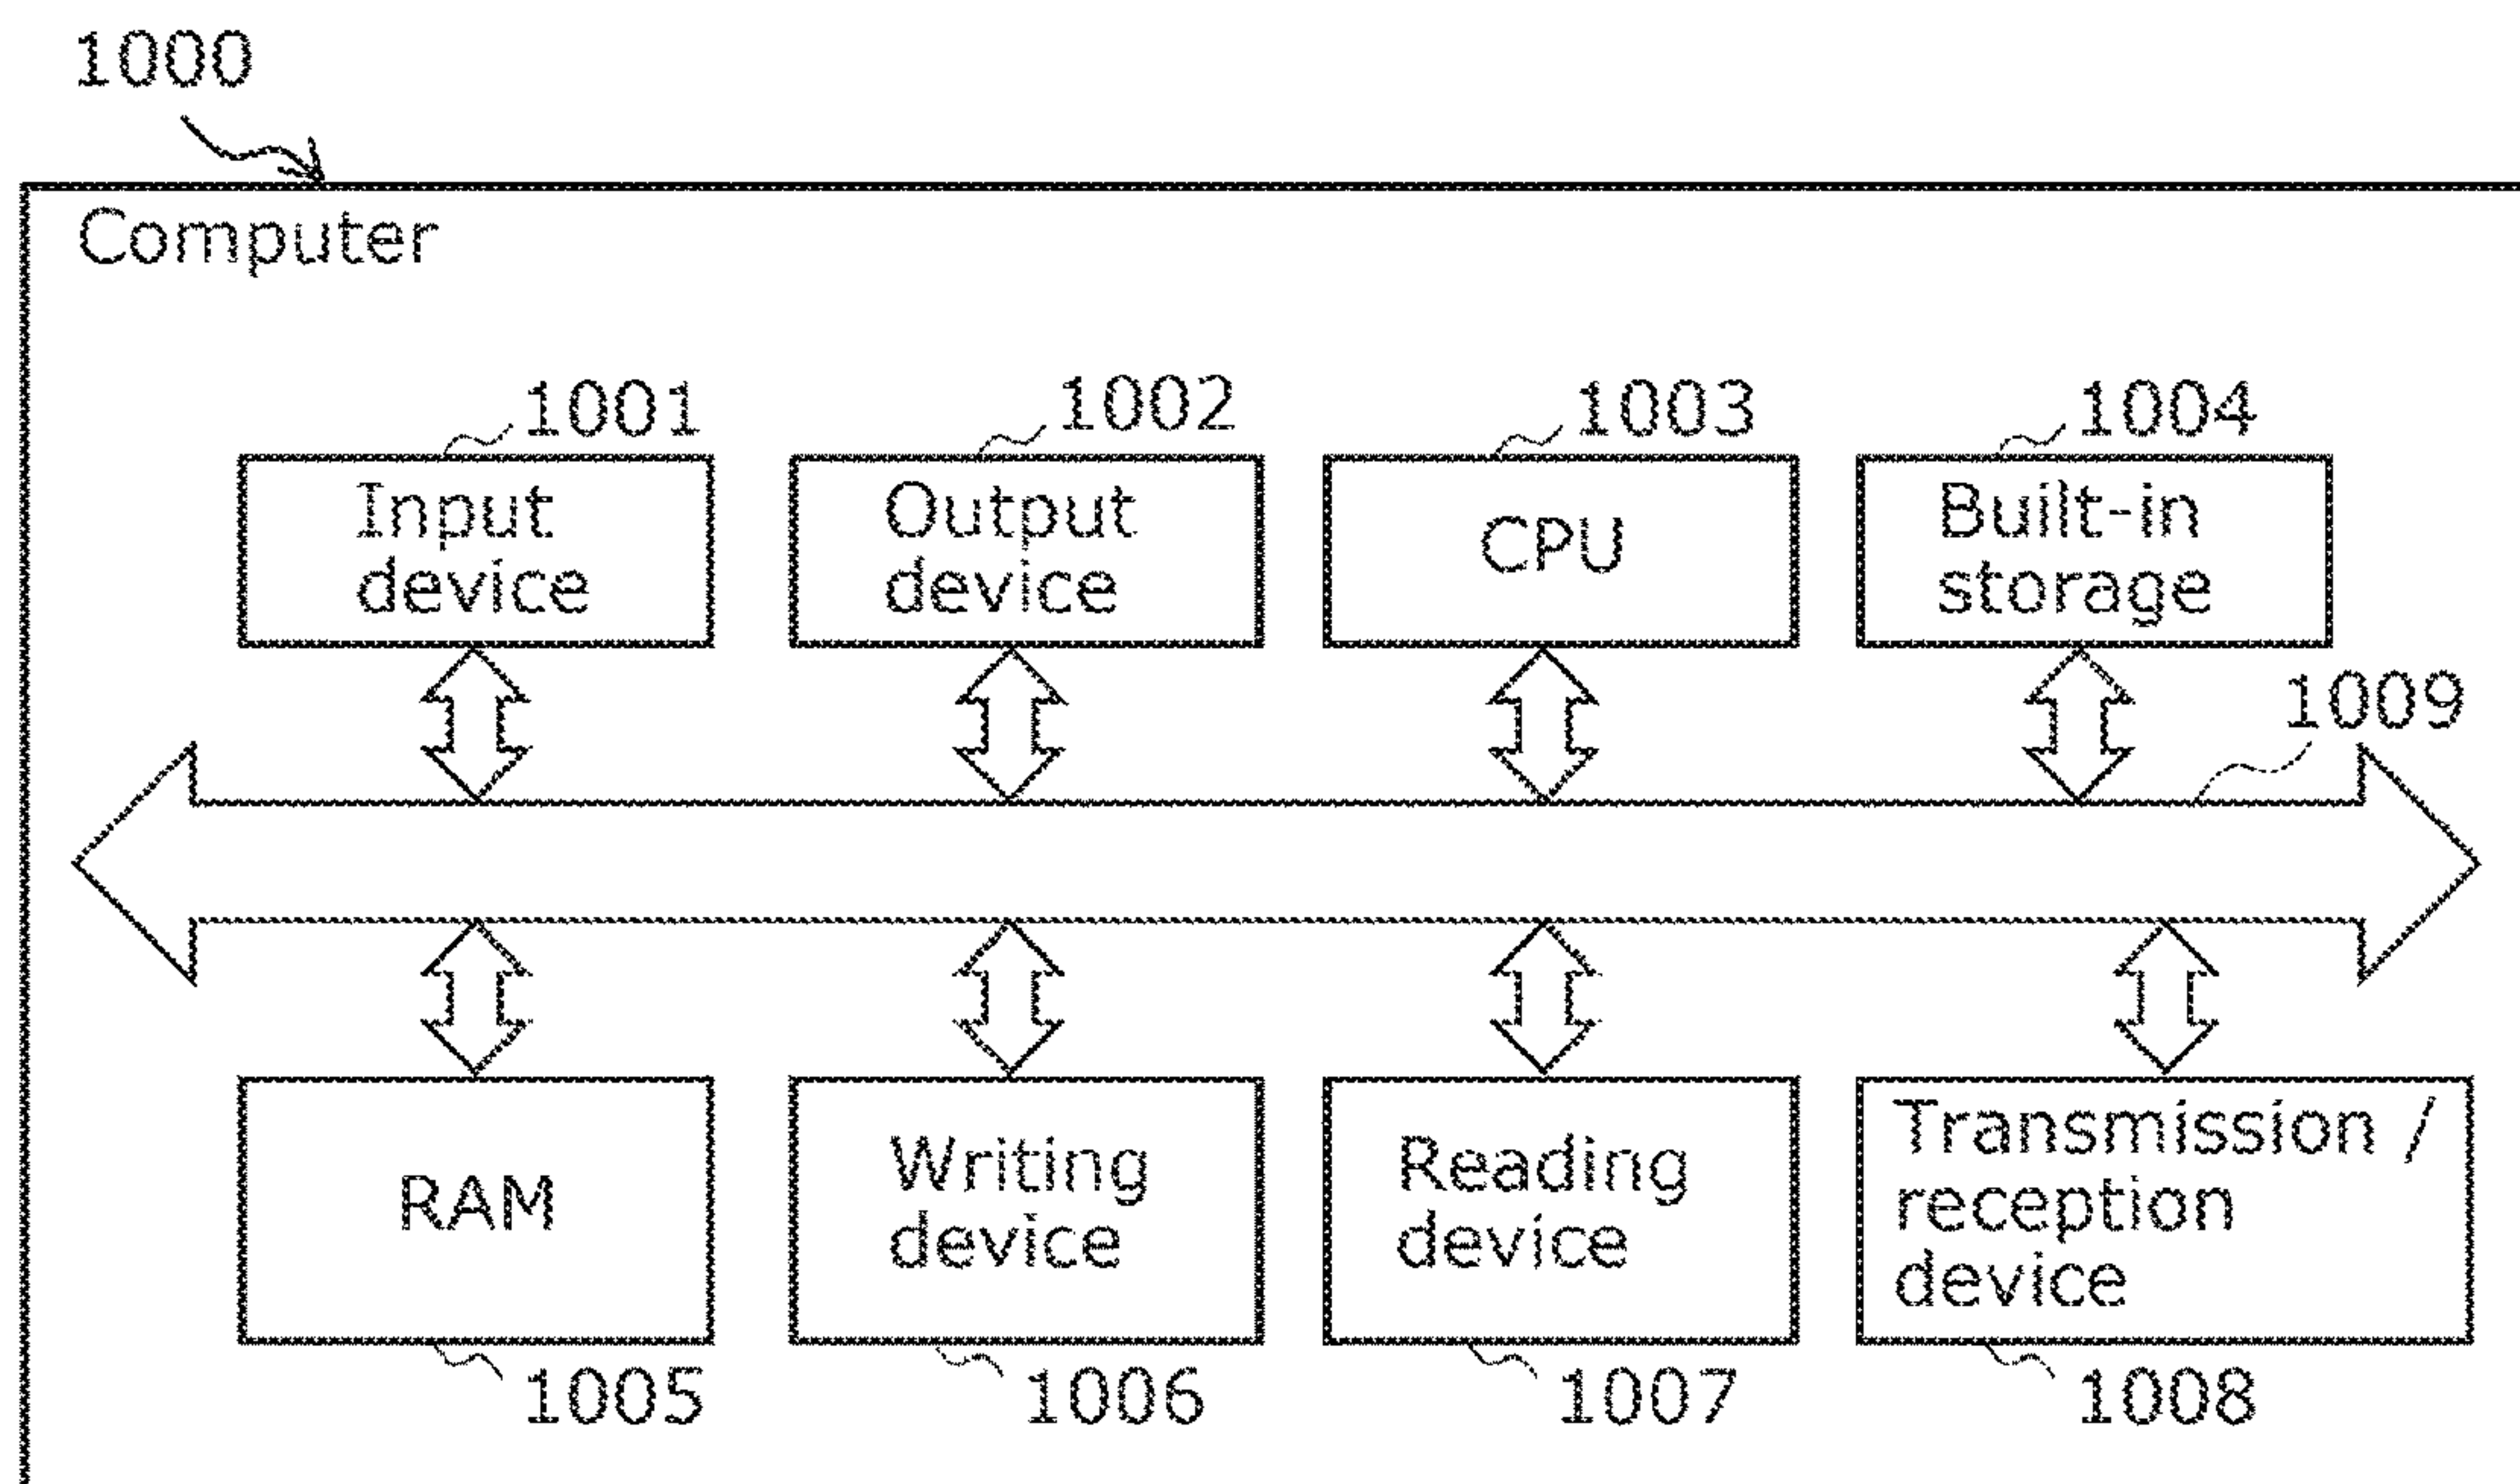 1000
Computer
1001
1002
1003
1004
Input
device
Output
device
CPU
Built-in
storage
1009
RAM
Writing
device
Reading
device
Transmission /
reception
device
1005
1006
1007
1008